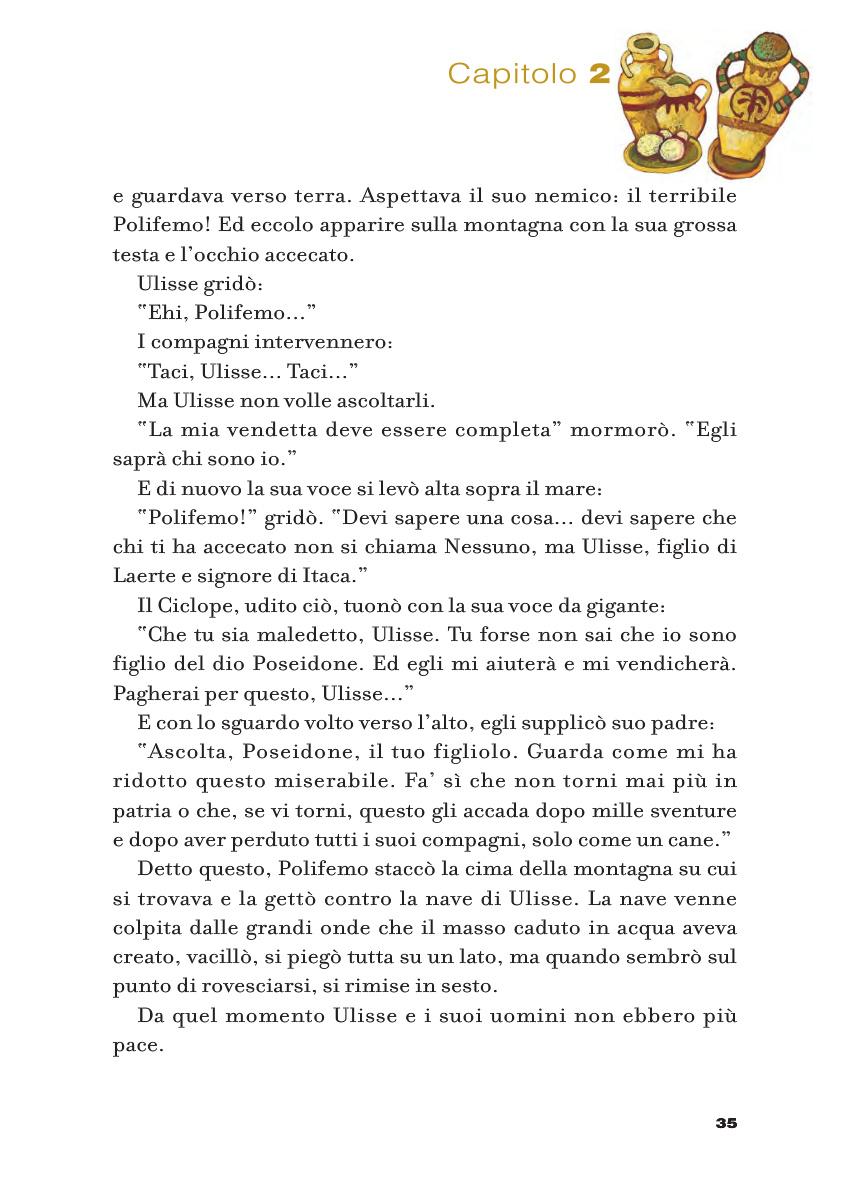 Capitolo 2
e guardava verso terra. Aspettava il suo nemico: il terribile
Polifemo! Ed eccolo apparire sulla montagna con la sua grossa
testa e l’occhio accecato.
Ulisse gridò:
“Ehi, Polifemo...”
I compagni intervennero:
“Taci, Ulisse... Taci...”
Ma Ulisse non volle ascoltarli.
“La mia vendetta deve essere completa” mormorò. “Egli
saprà chi sono io.”
E di nuovo la sua voce si levò alta sopra il mare:
“Polifemo!” gridò. “Devi sapere una cosa... devi sapere che
chi ti ha accecato non si chiama Nessuno, ma Ulisse, figlio di
Laerte e signore di Itaca.”
Il Ciclope, udito ciò, tuonò con la sua voce da gigante:
“Che tu sia maledetto, Ulisse. Tu forse non sai che io sono
figlio del dio Poseidone. Ed egli mi aiuterà e mi vendicherà.
Pagherai per questo, Ulisse...”
E con lo sguardo volto verso l’alto, egli supplicò suo padre:
“Ascolta, Poseidone, il tuo figliolo. Guarda come mi ha
ridotto questo miserabile. Fa’ sì che non torni mai più in
patria o che, se vi torni, questo gli accada dopo mille sventure
e dopo aver perduto tutti i suoi compagni, solo come un cane.”
Detto questo, Polifemo staccò la cima della montagna su cui
si trovava e la gettò contro la nave di Ulisse. La nave venne
colpita dalle grandi onde che il masso caduto in acqua aveva
creato, vacillò, si piegò tutta su un lato, ma quando sembrò sul
punto di rovesciarsi, si rimise in sesto.
Da quel momento Ulisse e i suoi uomini non ebbero più
pace.
35